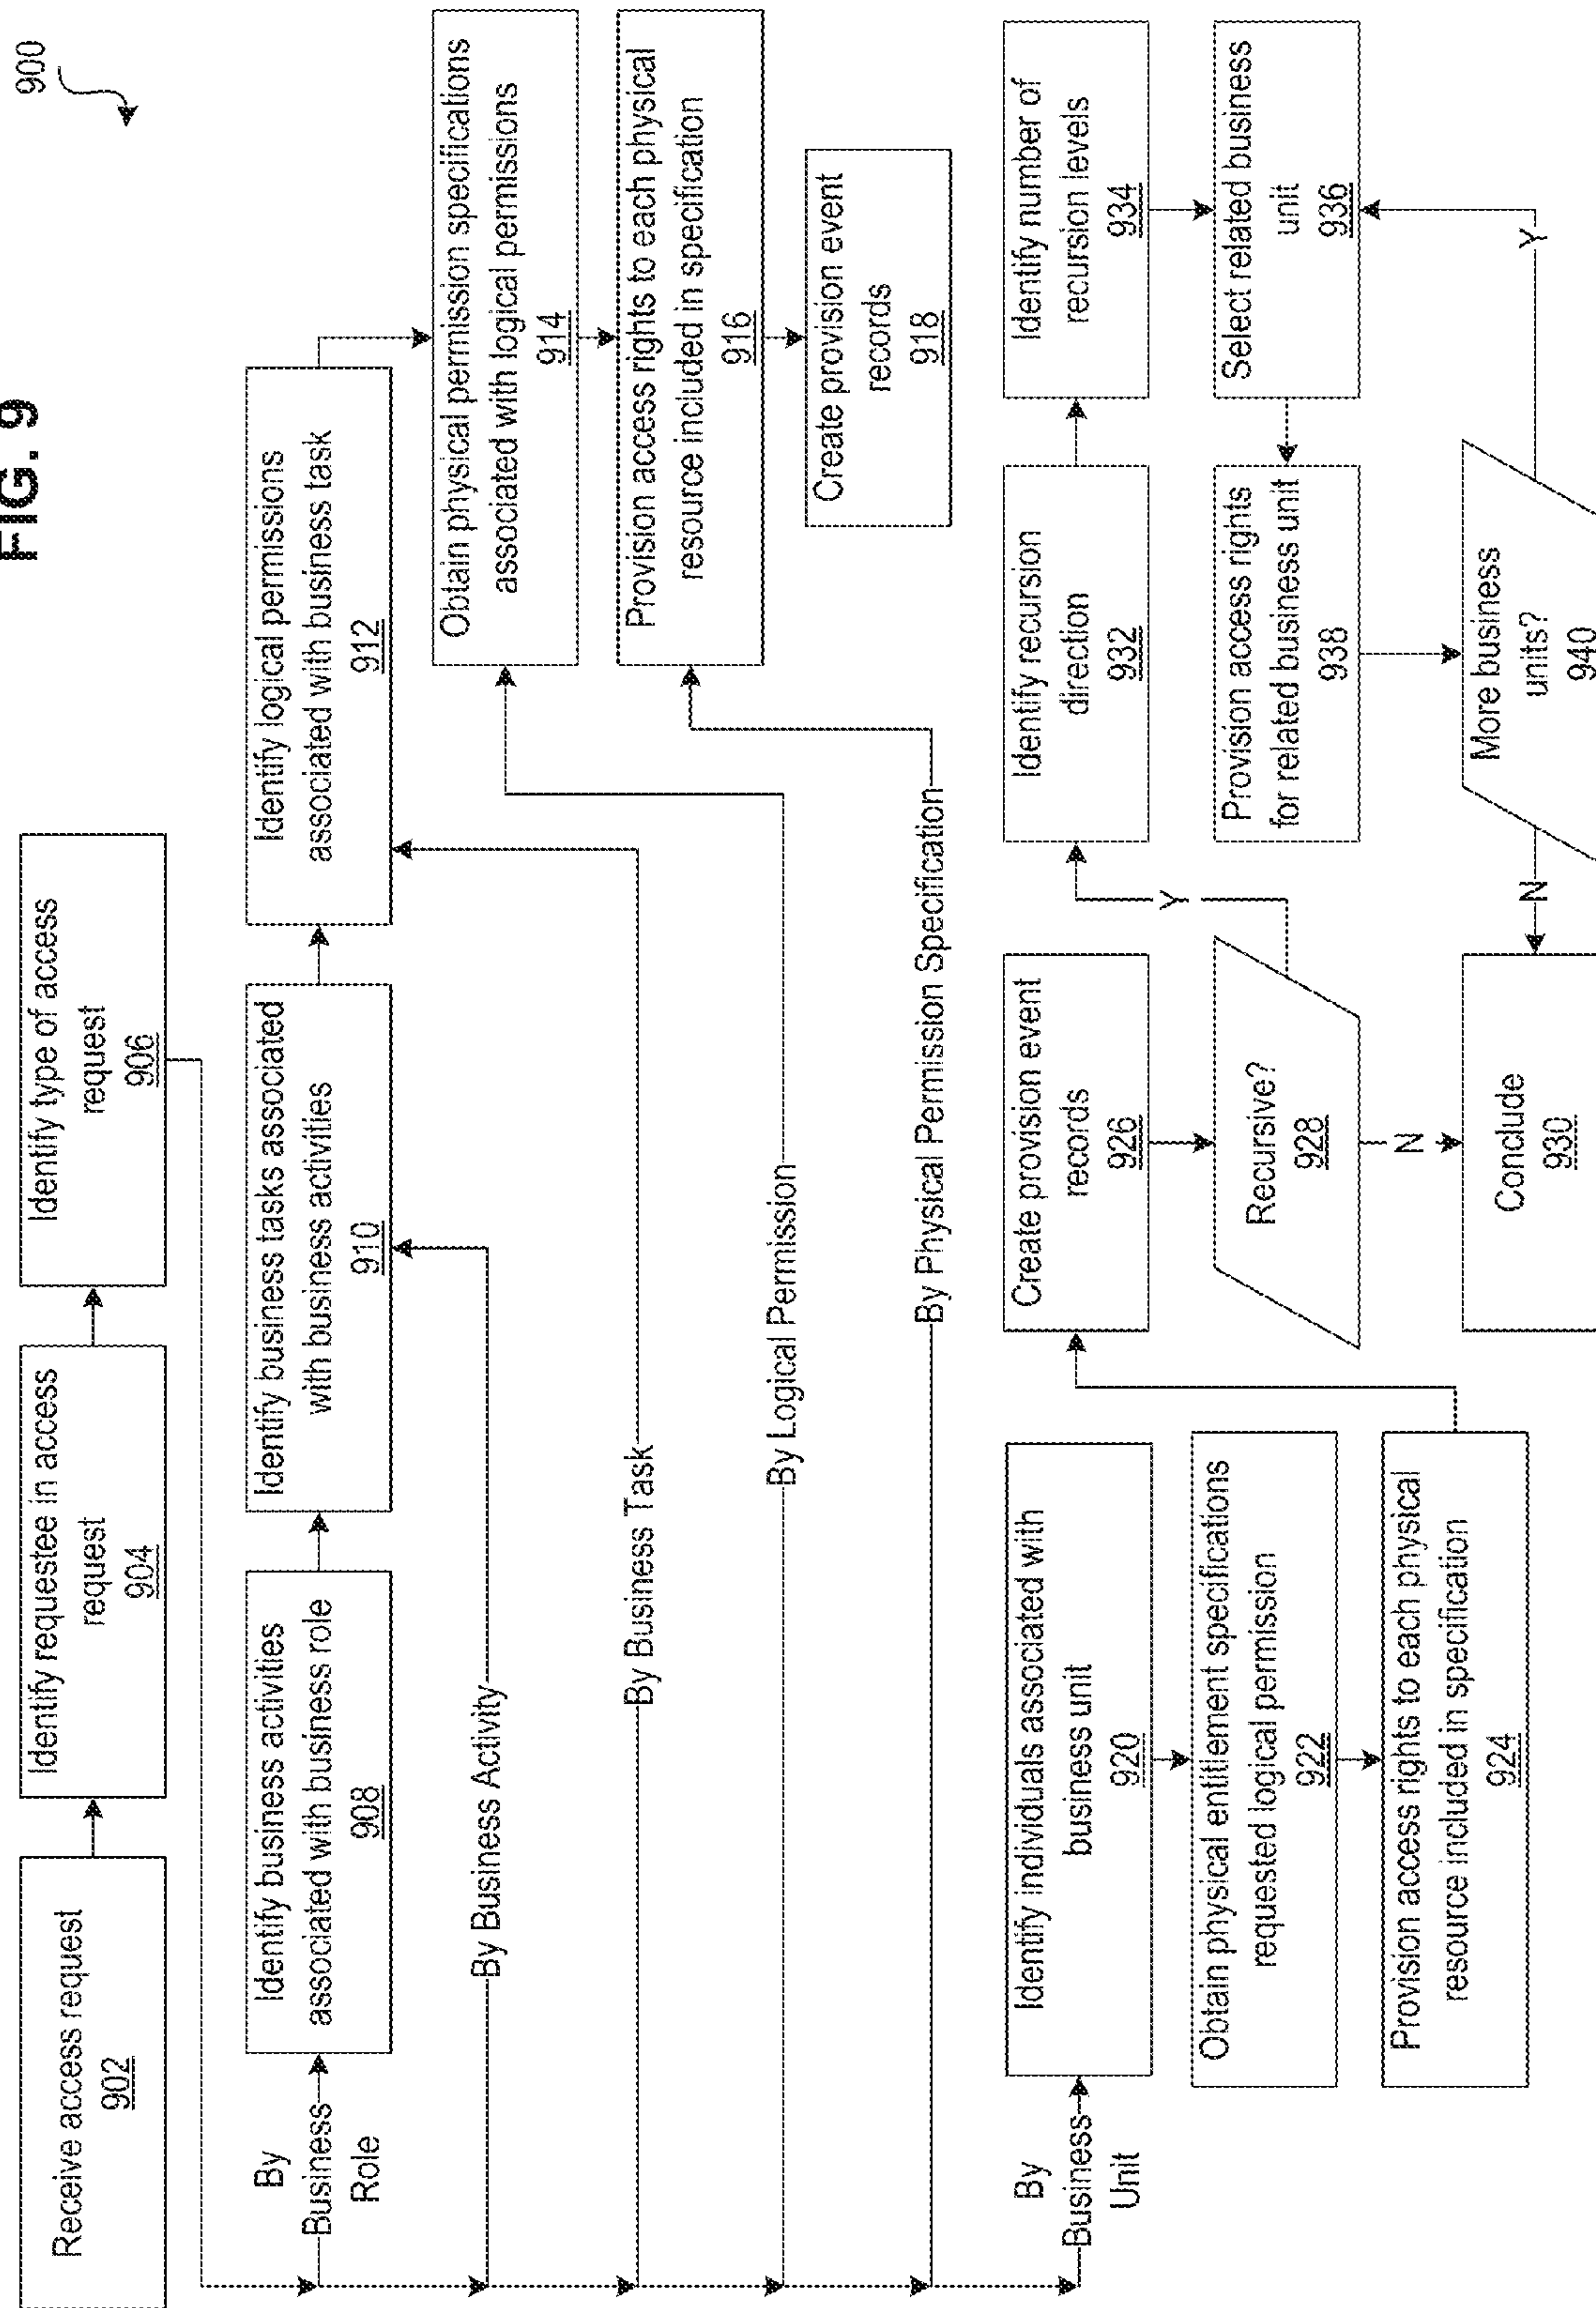 FIG. 9
900
Receive access request
902
Identify requestee in access
request
904
Identify type of access
request
906
By
Business
Role
Identify business activities
associated with business role
908
Identify business tasks associated
with business activities
910
Identify logical permissions
associated with business task
912
By Business Activity
By Business Task
By Logical Permission
By Physical Permission Specification
Obtain physical permission specifications
associated with logical permissions
914
Provision access rights to each physical
resource included in specification
916
Create provision event
records
918
By
Business
Unit
Identify individuals associated with
business unit
920
Obtain physical entitlement specifications
requested logical permission
922
Provision access rights to each physical
resource included in specification
924
Create provision event
records
926
Recursive?
928
Y
N
Conclude
930
Identify recursion
direction
932
Identify number of
recursion levels
934
Select related business
unit
936
Provision access rights
for related business unit
938
More business
units?
940
N
Y